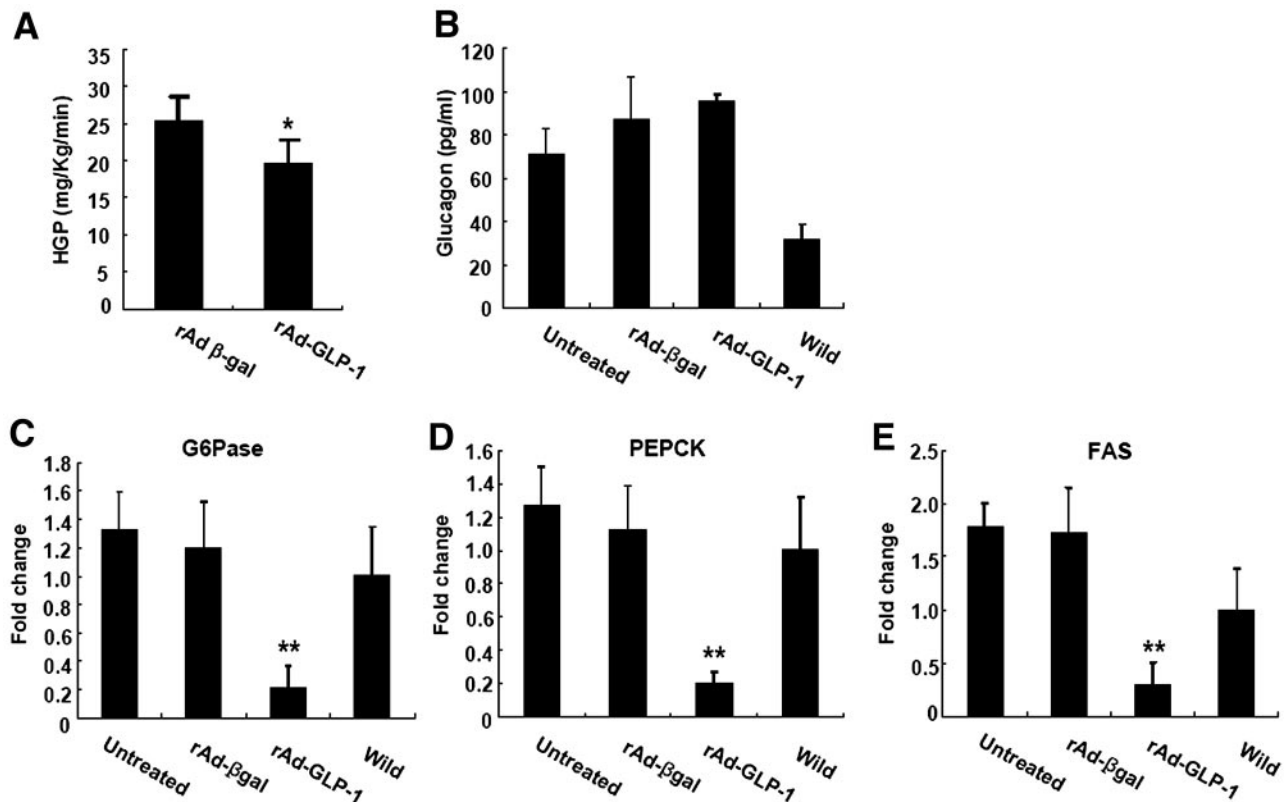 A
HGP (mg/Kg/min)
35
30
25
20
15
10
5
0
*
rAd β-gal
rAd-GLP-1
B
Glucagon (pg/ml)
120
100
80
60
40
20
0
Untreated
rAd-βgal
rAd-GLP-1
Wild
C
G6Pase
Fold change
1.8
1.6
1.4
1.2
1.0
0.8
0.6
0.4
0.2
0
**
Untreated
rAd-βgal
rAd-GLP-1
Wild
D
PEPCK
Fold change
1.6
1.4
1.2
1.0
0.8
0.6
0.4
0.2
0
**
Untreated
rAd-βgal
rAd-GLP-1
Wild
E
FAS
Fold change
2.5
2.0
1.5
1.0
0.5
0
**
Untreated
rAd-βgal
rAd-GLP-1
Wild